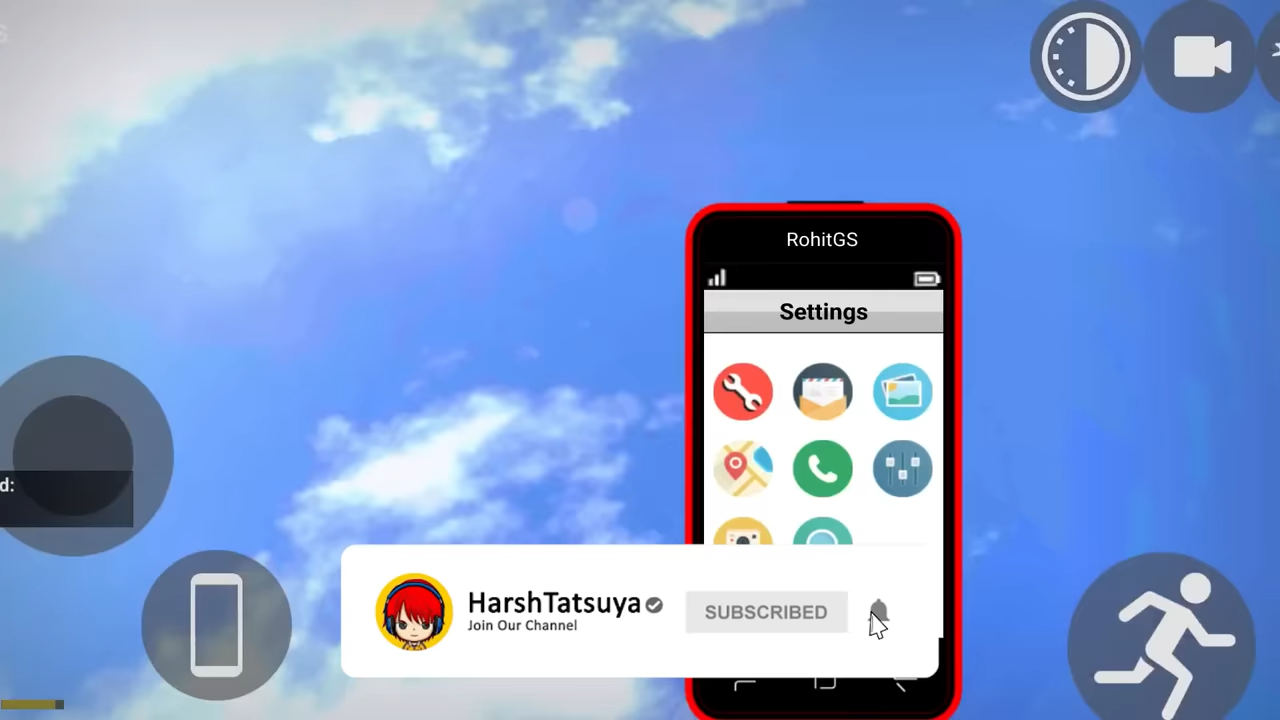 S
RohitGS
Settings
d:
HarshTatsuya
Join Our Channel
SUBSCRIBED